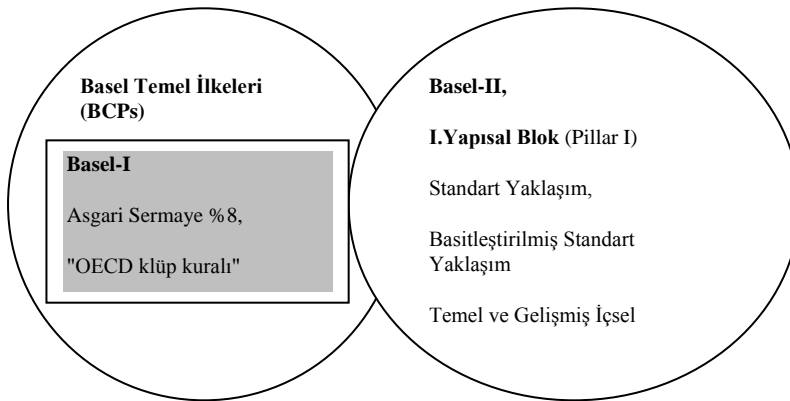 Basel Temel İlkeleri
(BCPs)
Basel-I
Asgari Sermaye %8,
"OECD klüp kuralı"
Basel-II,
I.Yapısal Blok (Pillar I)
Standart Yaklaşım,
Basitleştirilmiş Standart
Yaklaşım
Temel ve Gelişmiş İçsel